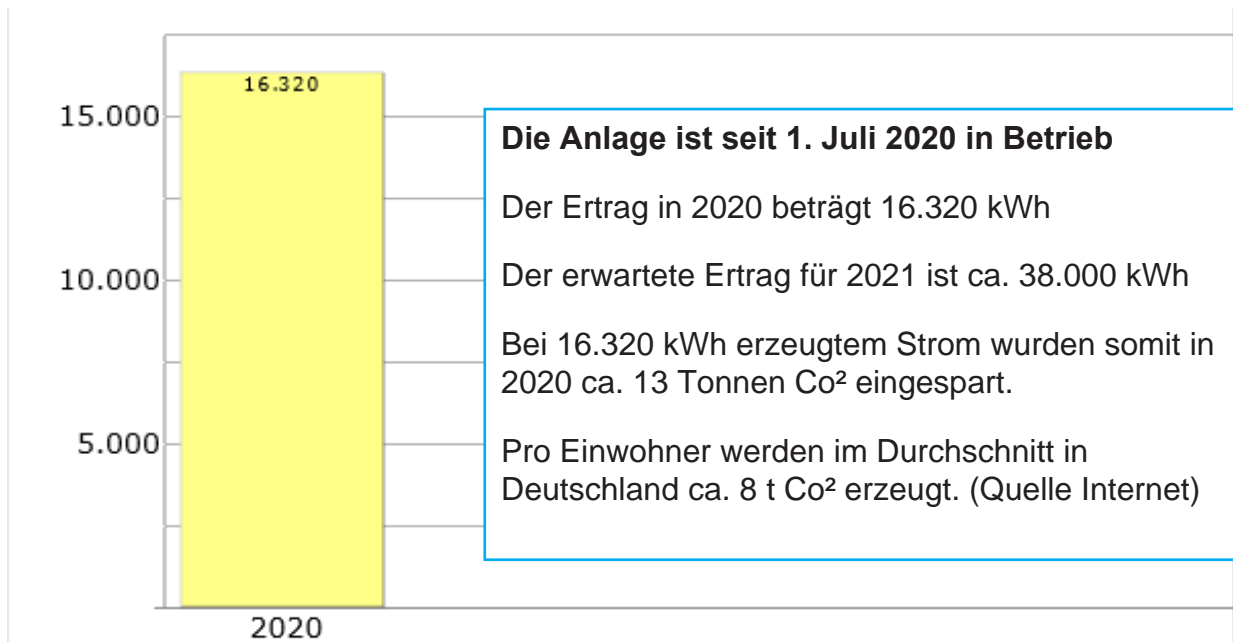 16.320
15.000
10.000
5.000
2020
Die Anlage ist seit 1. Juli 2020 in Betrieb
Der Ertrag in 2020 beträgt 16.320 kWh
Der erwartete Ertrag für 2021 ist ca. 38.000 kWh
Bei 16.320 kWh erzeugtem Strom wurden somit in
2020 ca. 13 Tonnen Co² eingespart.
Pro Einwohner werden im Durchschnitt in
Deutschland ca. 8 t Co² erzeugt. (Quelle Internet)